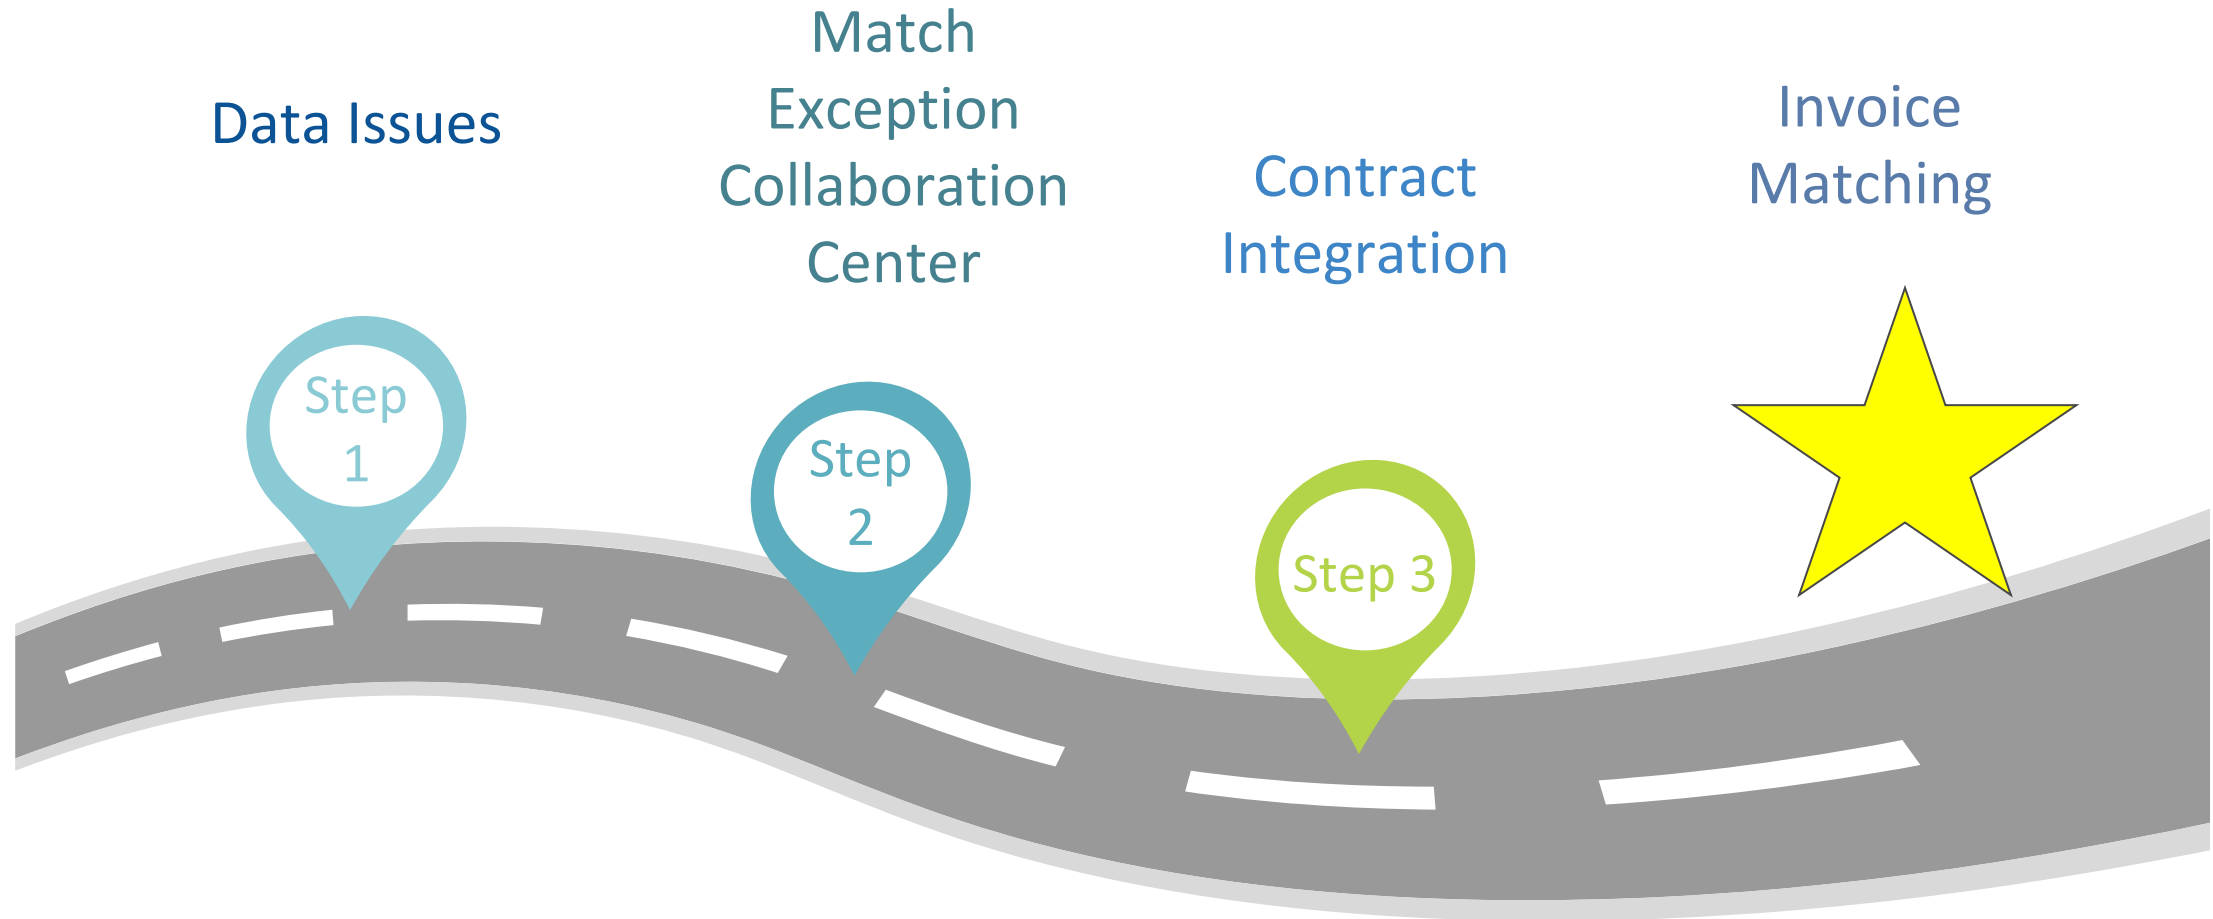 Data Issues
Match
Exception
Collaboration
Center
Contract
Integration
Invoice
Matching
Step
1
Step
2
Step 3